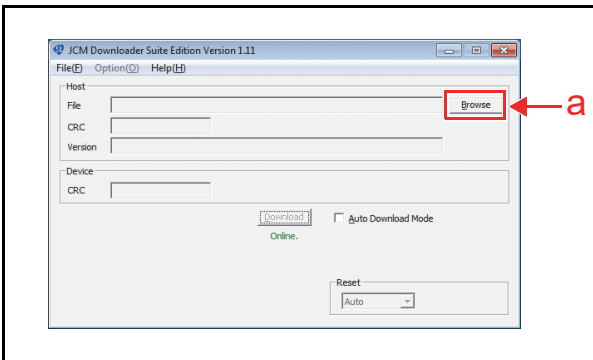 JCM Downloader Suite Edition Version 1.11
File(F) Option(O) Help(H)
Host
File Browse a
CRC
Version
Device
CRC
Download Auto Download Mode
Online.
Reset
Auto